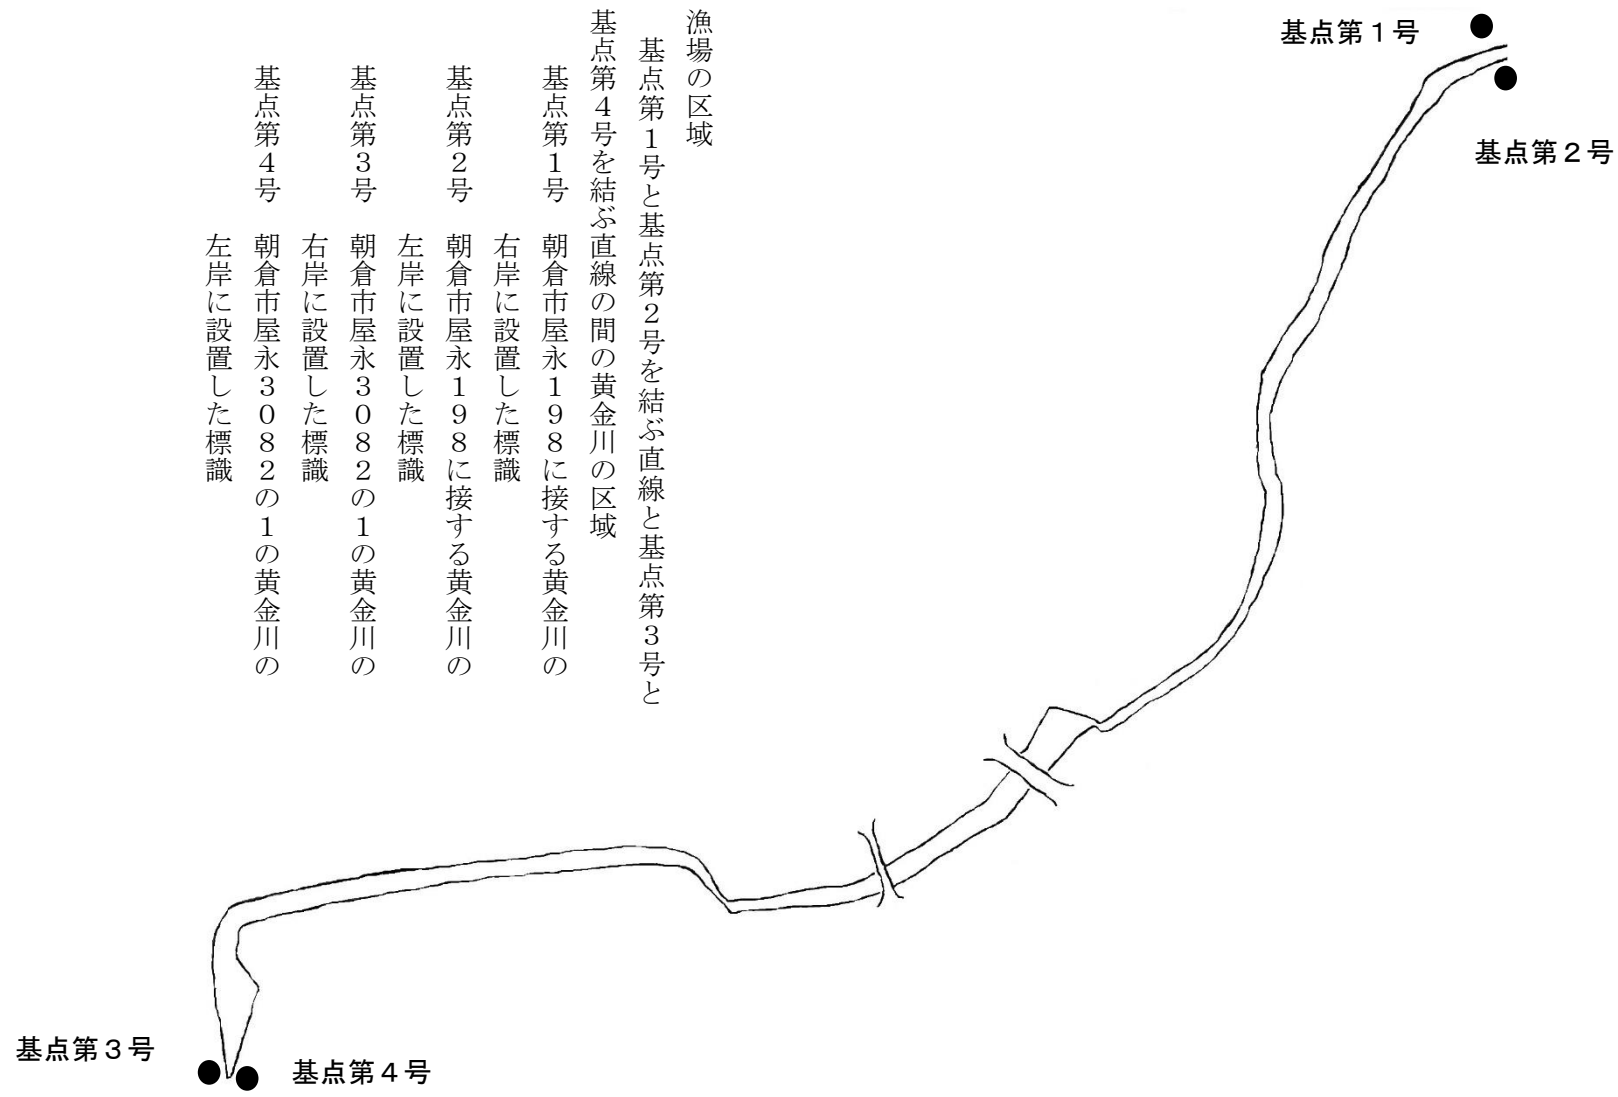 漁場の区域
基点第１号と基点第２号を結ぶ直線と基点第３号と
基点第４号を結ぶ直線の間の黄金川の区域
基点第１号　朝倉市屋永１９８に接する黄金川の
右岸に設置した標識
基点第２号　朝倉市屋永１９８に接する黄金川の
左岸に設置した標識
基点第３号　朝倉市屋永３０８２の１の黄金川の
右岸に設置した標識
基点第４号　朝倉市屋永３０８２の１の黄金川の
左岸に設置した標識
基点第１号
基点第２号
基点第３号
基点第４号